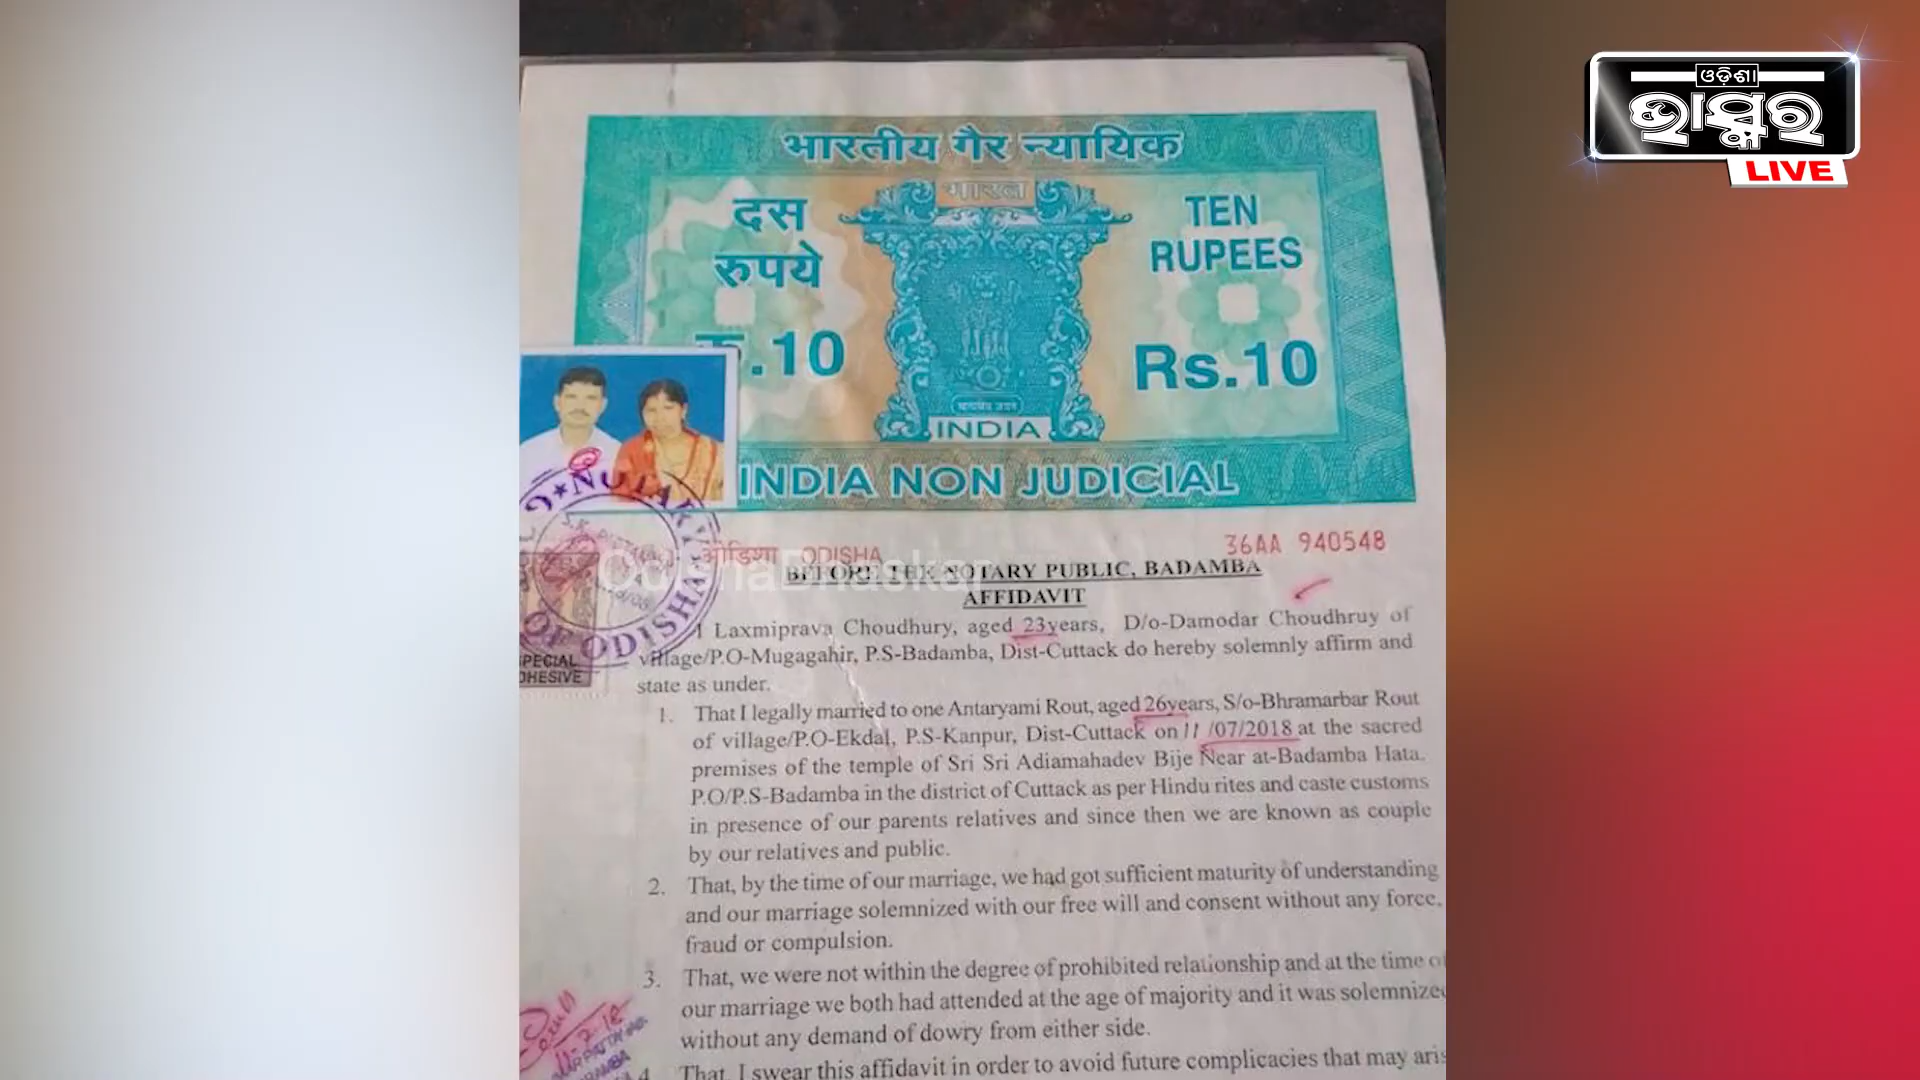 ଓଡ଼ିଶା
ଭାସ୍କର
LIVE
भारतीय गैर न्यायिक
भारत
दस
रुपये
रु.10
TEN
RUPEES
Rs.10
सत्यमेव जयते
INDIA
INDIA NON JUDICIAL
NOTARY
OF ODISHA
SPECIAL
ADHESIVE
ओडिशा ODISHA
36AA 940548
OdishaBhaskar
BEFORE THE NOTARY PUBLIC, BADAMBA
AFFIDAVIT
I Laxmiprava Choudhury, aged 23years, D/o-Damodar Choudhruy of
village/P.O-Mugagahir, P.S-Badamba, Dist-Cuttack do hereby solemnly affirm and
state as under.
1. That I legally married to one Antaryami Rout, aged 26years, S/o-Bhramarbar Rout
of village/P.O-Ekdal, P.S-Kanpur, Dist-Cuttack on 11/07/2018 at the sacred
premises of the temple of Sri Sri Adiamahadev Bije Near at-Badamba Hata.
P.O/P.S-Badamba in the district of Cuttack as per Hindu rites and caste customs
in presence of our parents relatives and since then we are known as couple
by our relatives and public.
2. That, by the time of our marriage, we had got sufficient maturity of understanding
and our marriage solemnized with our free will and consent without any force,
fraud or compulsion.
3. That, we were not within the degree of prohibited relationship and at the time of
our marriage we both had attended at the age of majority and it was solemnized
without any demand of dowry from either side.
4. That, I swear this affidavit in order to avoid future complicacies that may aris